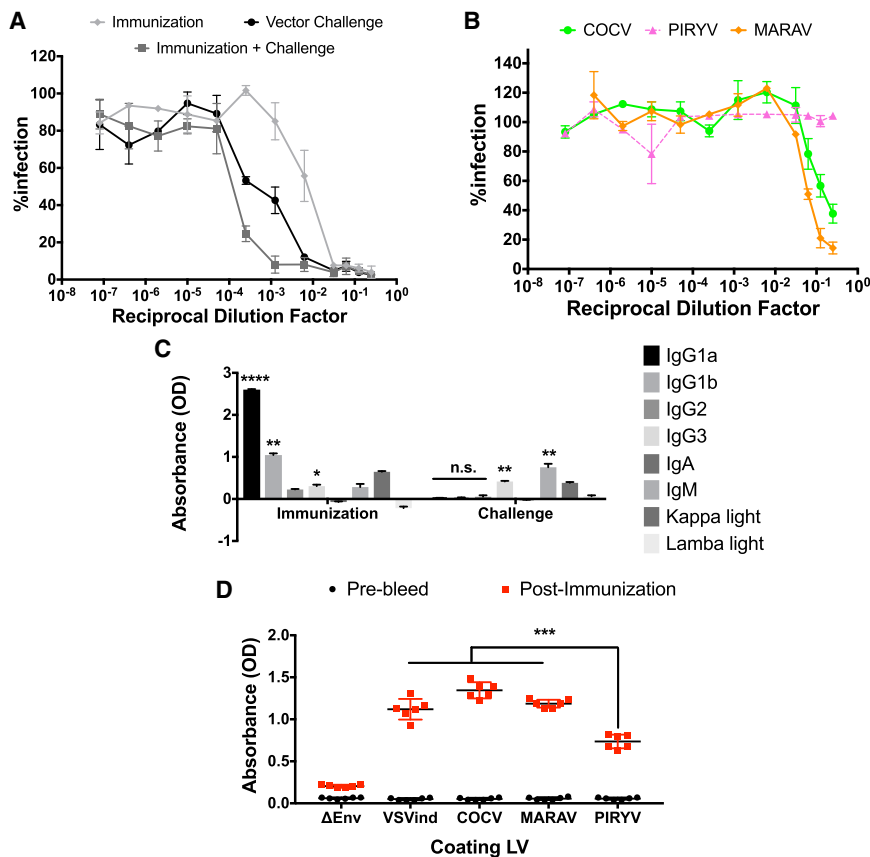 A
Immunization
Vector Challenge
Immunization + Challenge
%infection
120
100
80
60
40
20
0
10-8
10-7
10-6
10-5
10-4
10-3
10-2
10-1
100
Reciprocal Dilution Factor
B
COCV
PIRYV
MARAV
%infection
140
120
100
80
60
40
20
0
10-8
10-7
10-6
10-5
10-4
10-3
10-2
10-1
100
Reciprocal Dilution Factor
C
Absorbance (OD)
3
2
1
0
-1
****
**
*
n.s.
**
**
Immunization
Challenge
IgG1a
IgG1b
IgG2
IgG3
IgA
IgM
Kappa light
Lamba light
D
Pre-bleed
Post-Immunization
Absorbance (OD)
2.0
1.5
1.0
0.5
0.0
***
ΔEnv
VSVind
COCV
MARAV
PIRYV
Coating LV